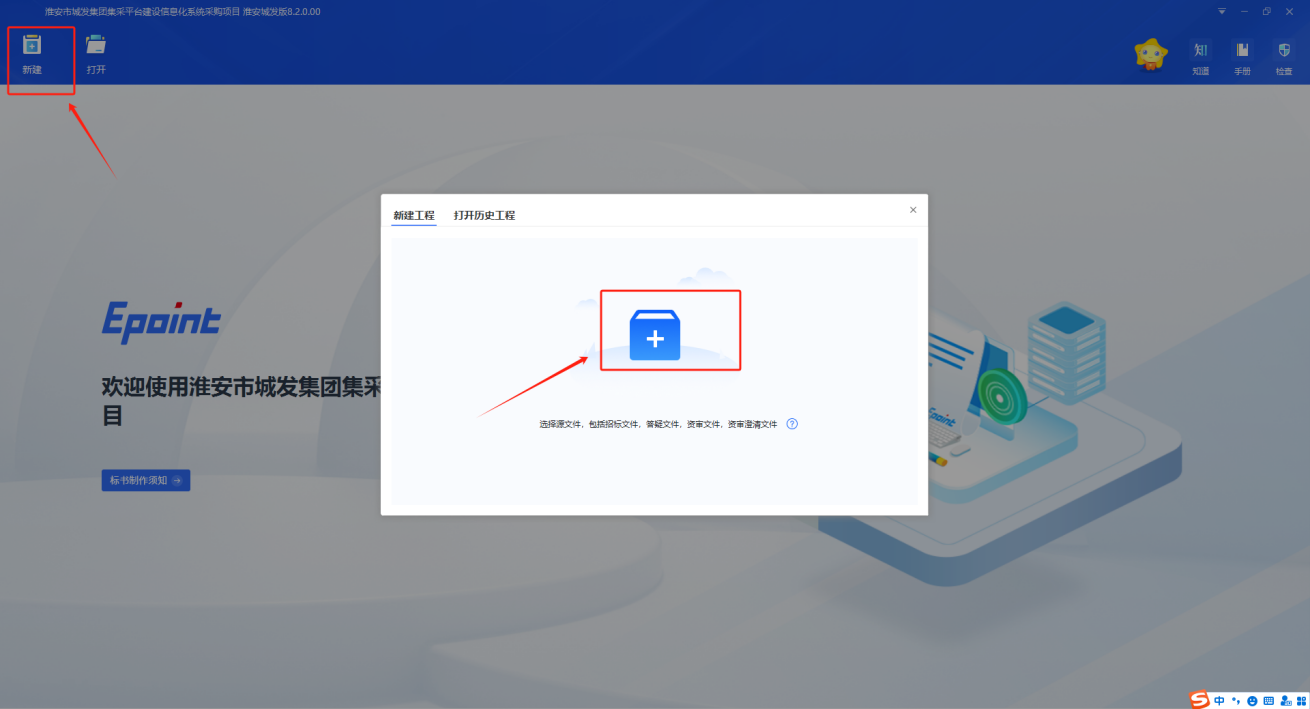 淮安市城发集团集采平台建设信息化系统采购项目 淮安城发版8.2.0.00
新建
打开
知道
手册
检查
新建工程
打开历史工程
选择源文件，包括招标文件，答疑文件，资审文件，资审澄清文件
Epoint
欢迎使用淮安市城发集团集采
目
标书制作须知
Epoint
中